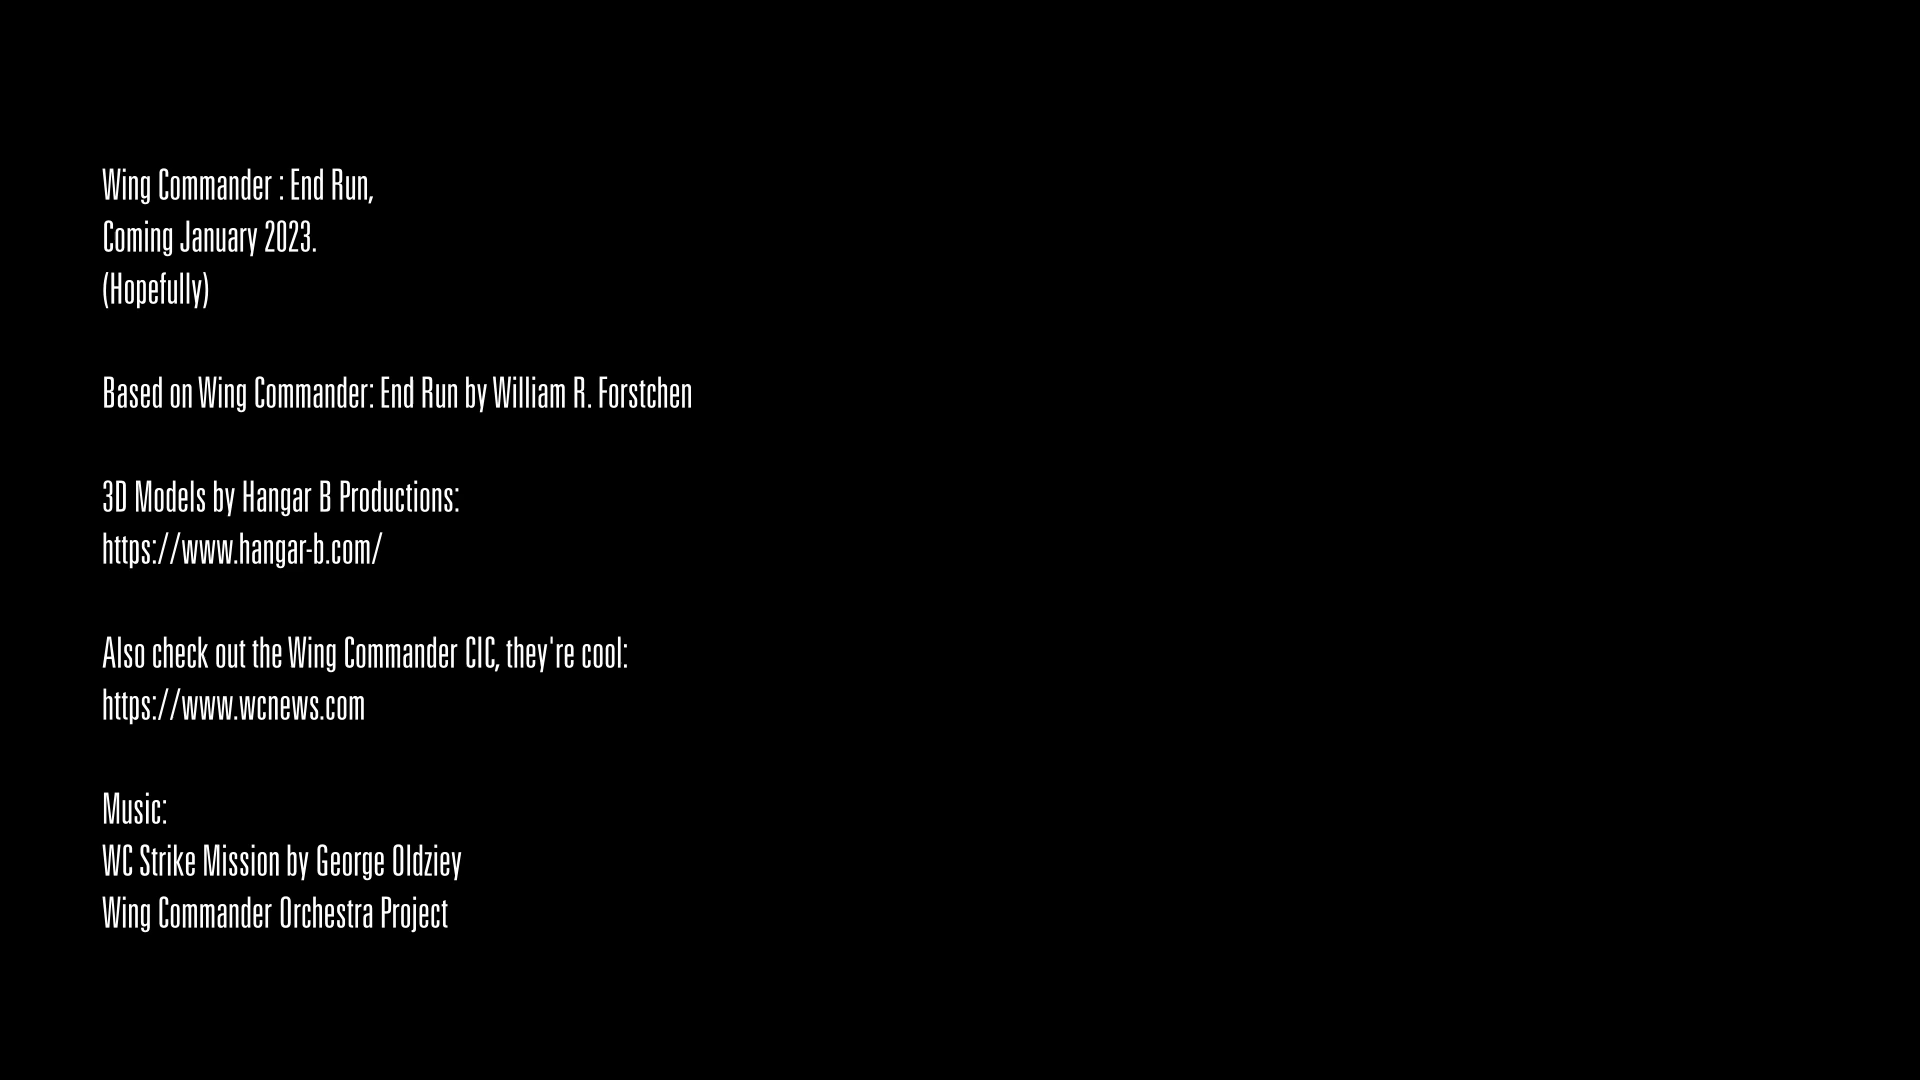 Wing Commander : End Run,
Coming January 2023.
(Hopefully)
Based on Wing Commander: End Run by William R. Forstchen
3D Models by Hangar B Productions:
https://www.hangar-b.com/
Also check out the Wing Commander CIC, they're cool:
https://www.wcnews.com
Music:
WC Strike Mission by George Oldziey
Wing Commander Orchestra Project